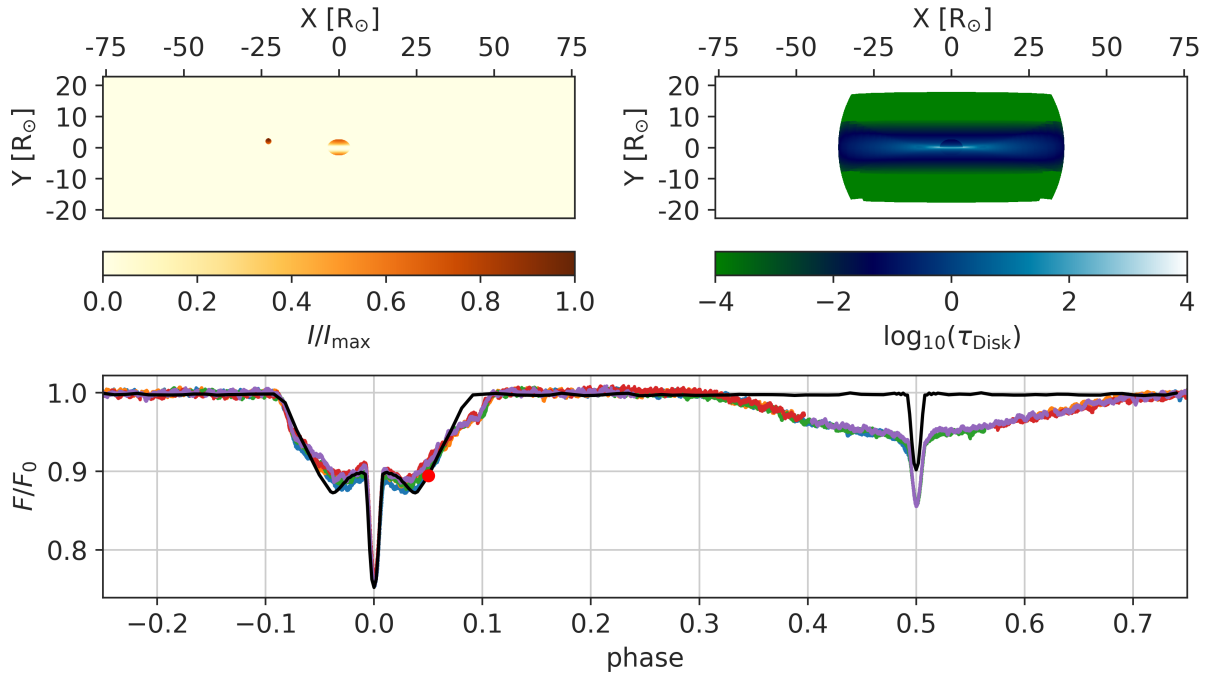 X [R☉]
-75 -50 -25 0 25 50 75
Y [R☉]
20
10
0
-10
-20
0.0 0.2 0.4 0.6 0.8 1.0
I/I_max
X [R☉]
-75 -50 -25 0 25 50 75
Y [R☉]
20
10
0
-10
-20
−4 −2 0 2 4
log₁₀(τ_Disk)
F/F₀
1.0
0.9
0.8
−0.2 −0.1 0.0 0.1 0.2 0.3 0.4 0.5 0.6 0.7
phase